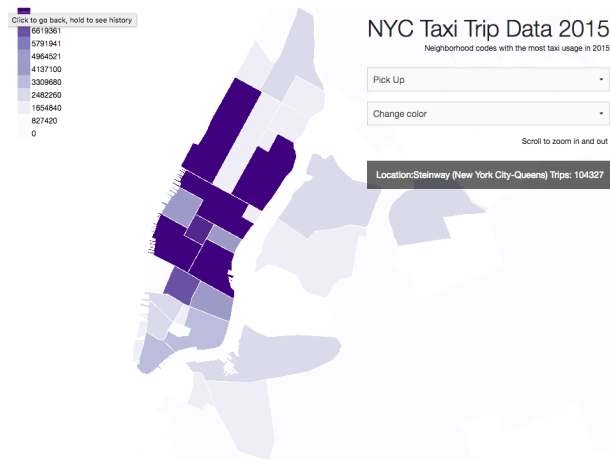 Click to go back, hold to see history
6619361
5791941
4964521
4137100
3309680
2482260
1654840
827420
0
NYC Taxi Trip Data 2015
Neighborhood codes with the most taxi usage in 2015
Pick Up
Change color
Scroll to zoom in and out
Location:Steinway (New York City-Queens) Trips: 104327